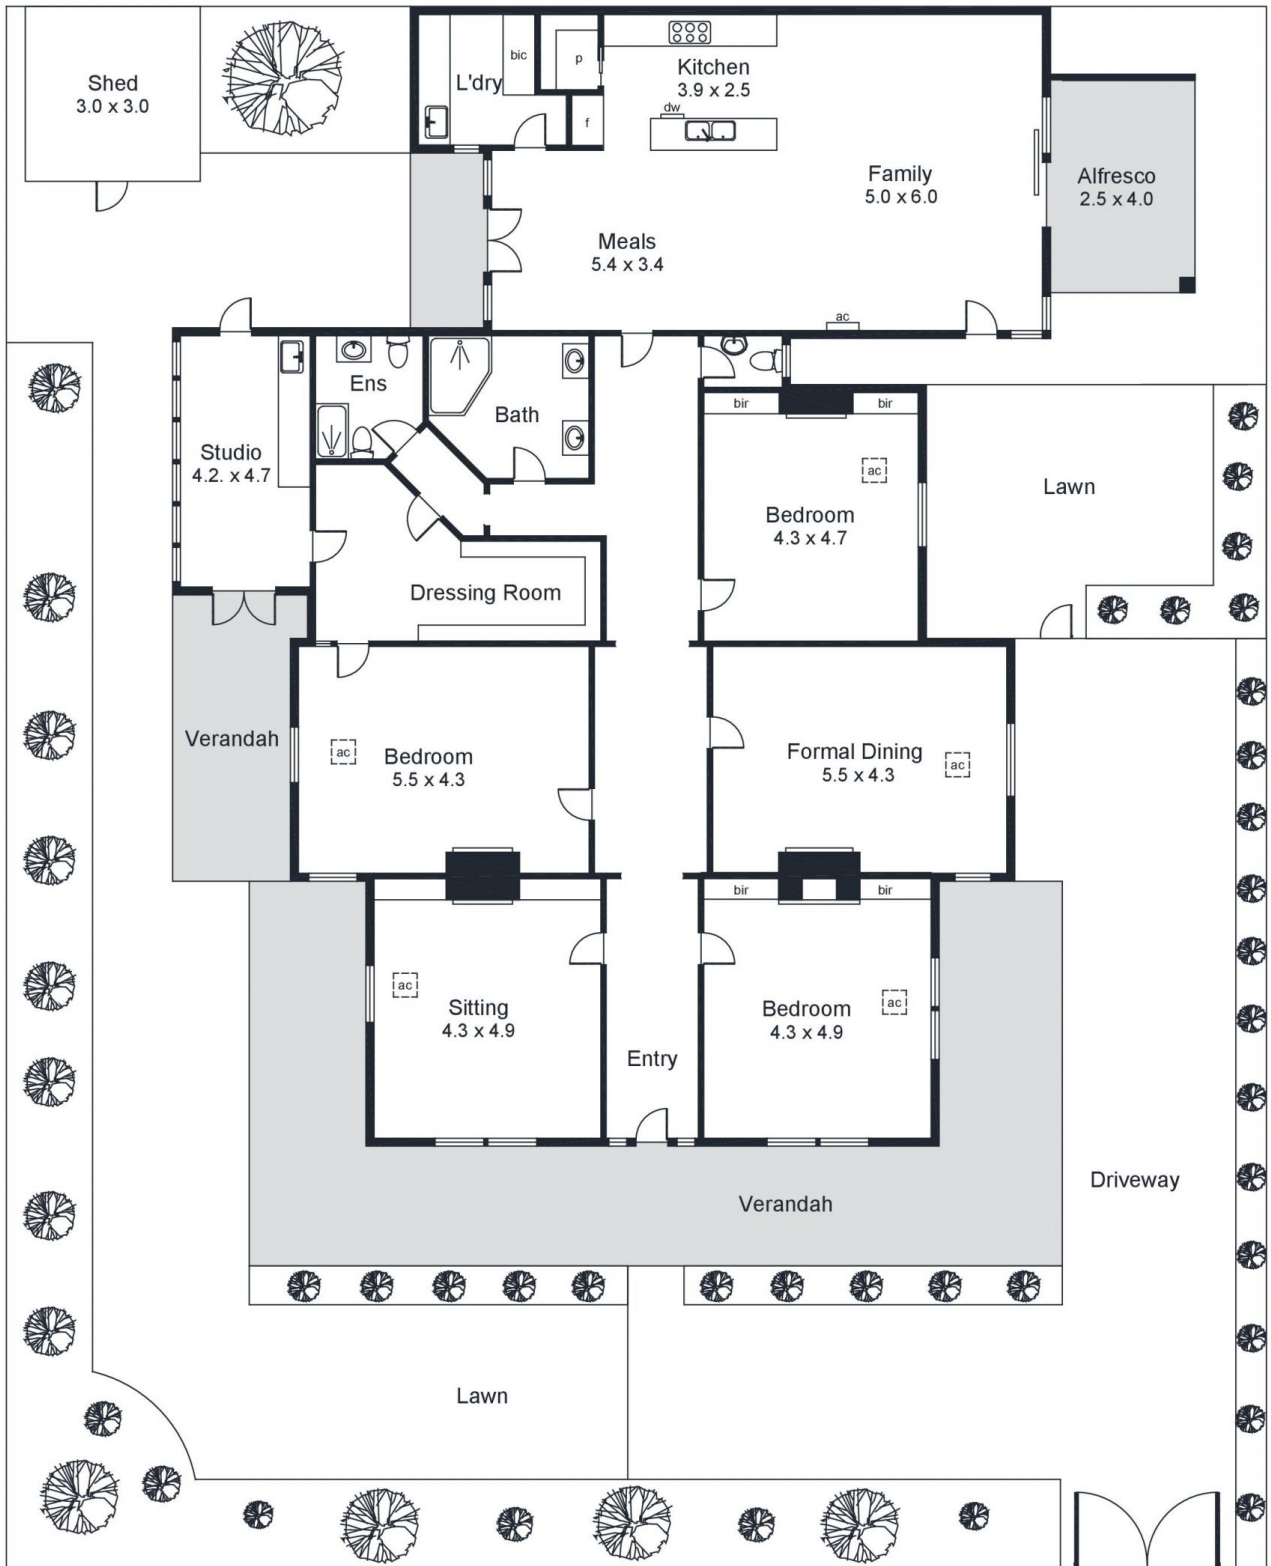 Shed
3.0 x 3.0
L'dry
bic
p
f
Kitchen
3.9 x 2.5
dw
Family
5.0 x 6.0
Alfresco
2.5 x 4.0
Meals
5.4 x 3.4
ac
Ens
Bath
Studio
4.2. x 4.7
bir
bir
ac
Bedroom
4.3 x 4.7
Lawn
Dressing Room
Verandah
ac
Bedroom
5.5 x 4.3
Formal Dining
5.5 x 4.3
ac
bir
bir
ac
Sitting
4.3 x 4.9
Entry
Bedroom
4.3 x 4.9
ac
Verandah
Driveway
Lawn